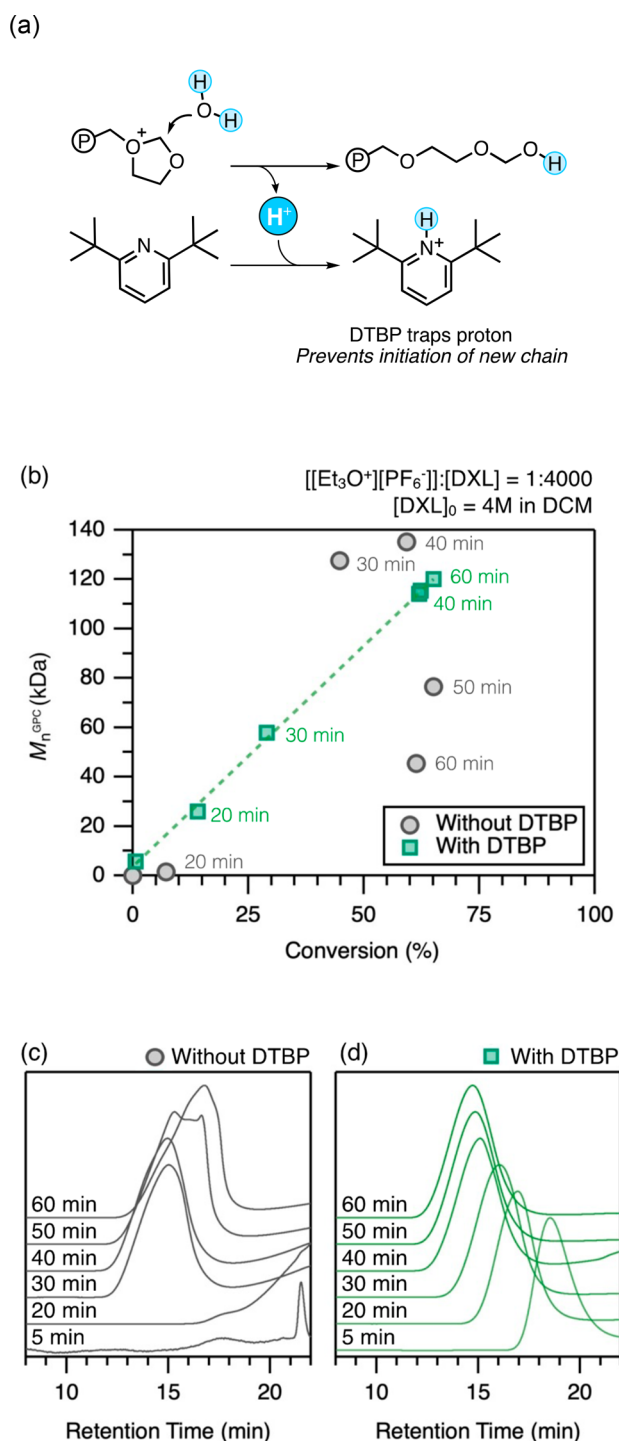 (a)
H
O
H
P
O
+
O
P
O
O
O
H
H+
N
H
N+
DTBP traps proton
Prevents initiation of new chain
(b)
[[Et₃O⁺][PF₆⁻]]:[DXL] = 1:4000
[DXL]₀ = 4M in DCM
140
120
100
80
60
40
20
0
MₙGPC (kDa)
40 min
30 min
60 min
40 min
50 min
30 min
60 min
20 min
20 min
Without DTBP
With DTBP
0
25
50
75
100
Conversion (%)
(c)
Without DTBP
60 min
50 min
40 min
30 min
20 min
5 min
10
15
20
Retention Time (min)
(d)
With DTBP
60 min
50 min
40 min
30 min
20 min
5 min
10
15
20
Retention Time (min)